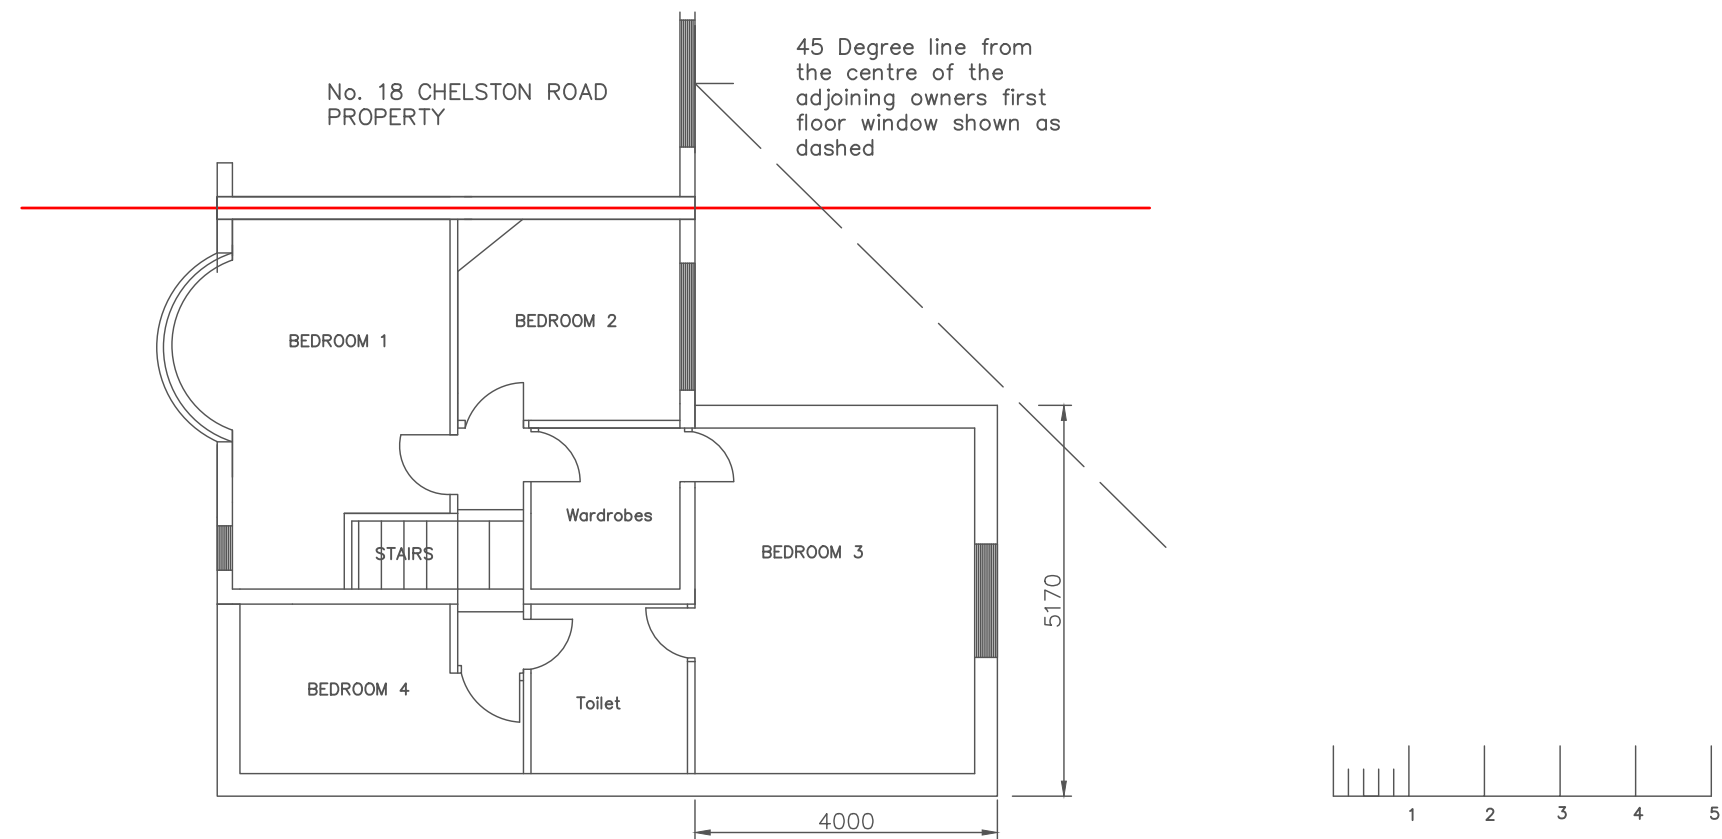 No. 18 CHELSTON ROAD
PROPERTY
45 Degree line from
the centre of the
adjoining owners first
floor window shown as
dashed
BEDROOM 1
BEDROOM 2
Wardrobes
STAIRS
BEDROOM 3
5170
BEDROOM 4
Toilet
4000
1 2 3 4 5